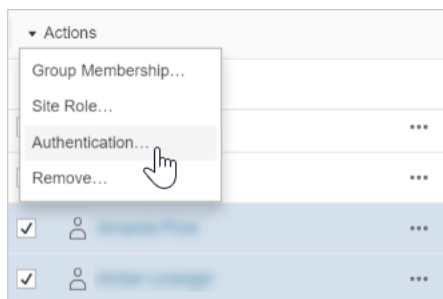 Actions
Group Membership...
Site Role...
Authentication...
Remove...